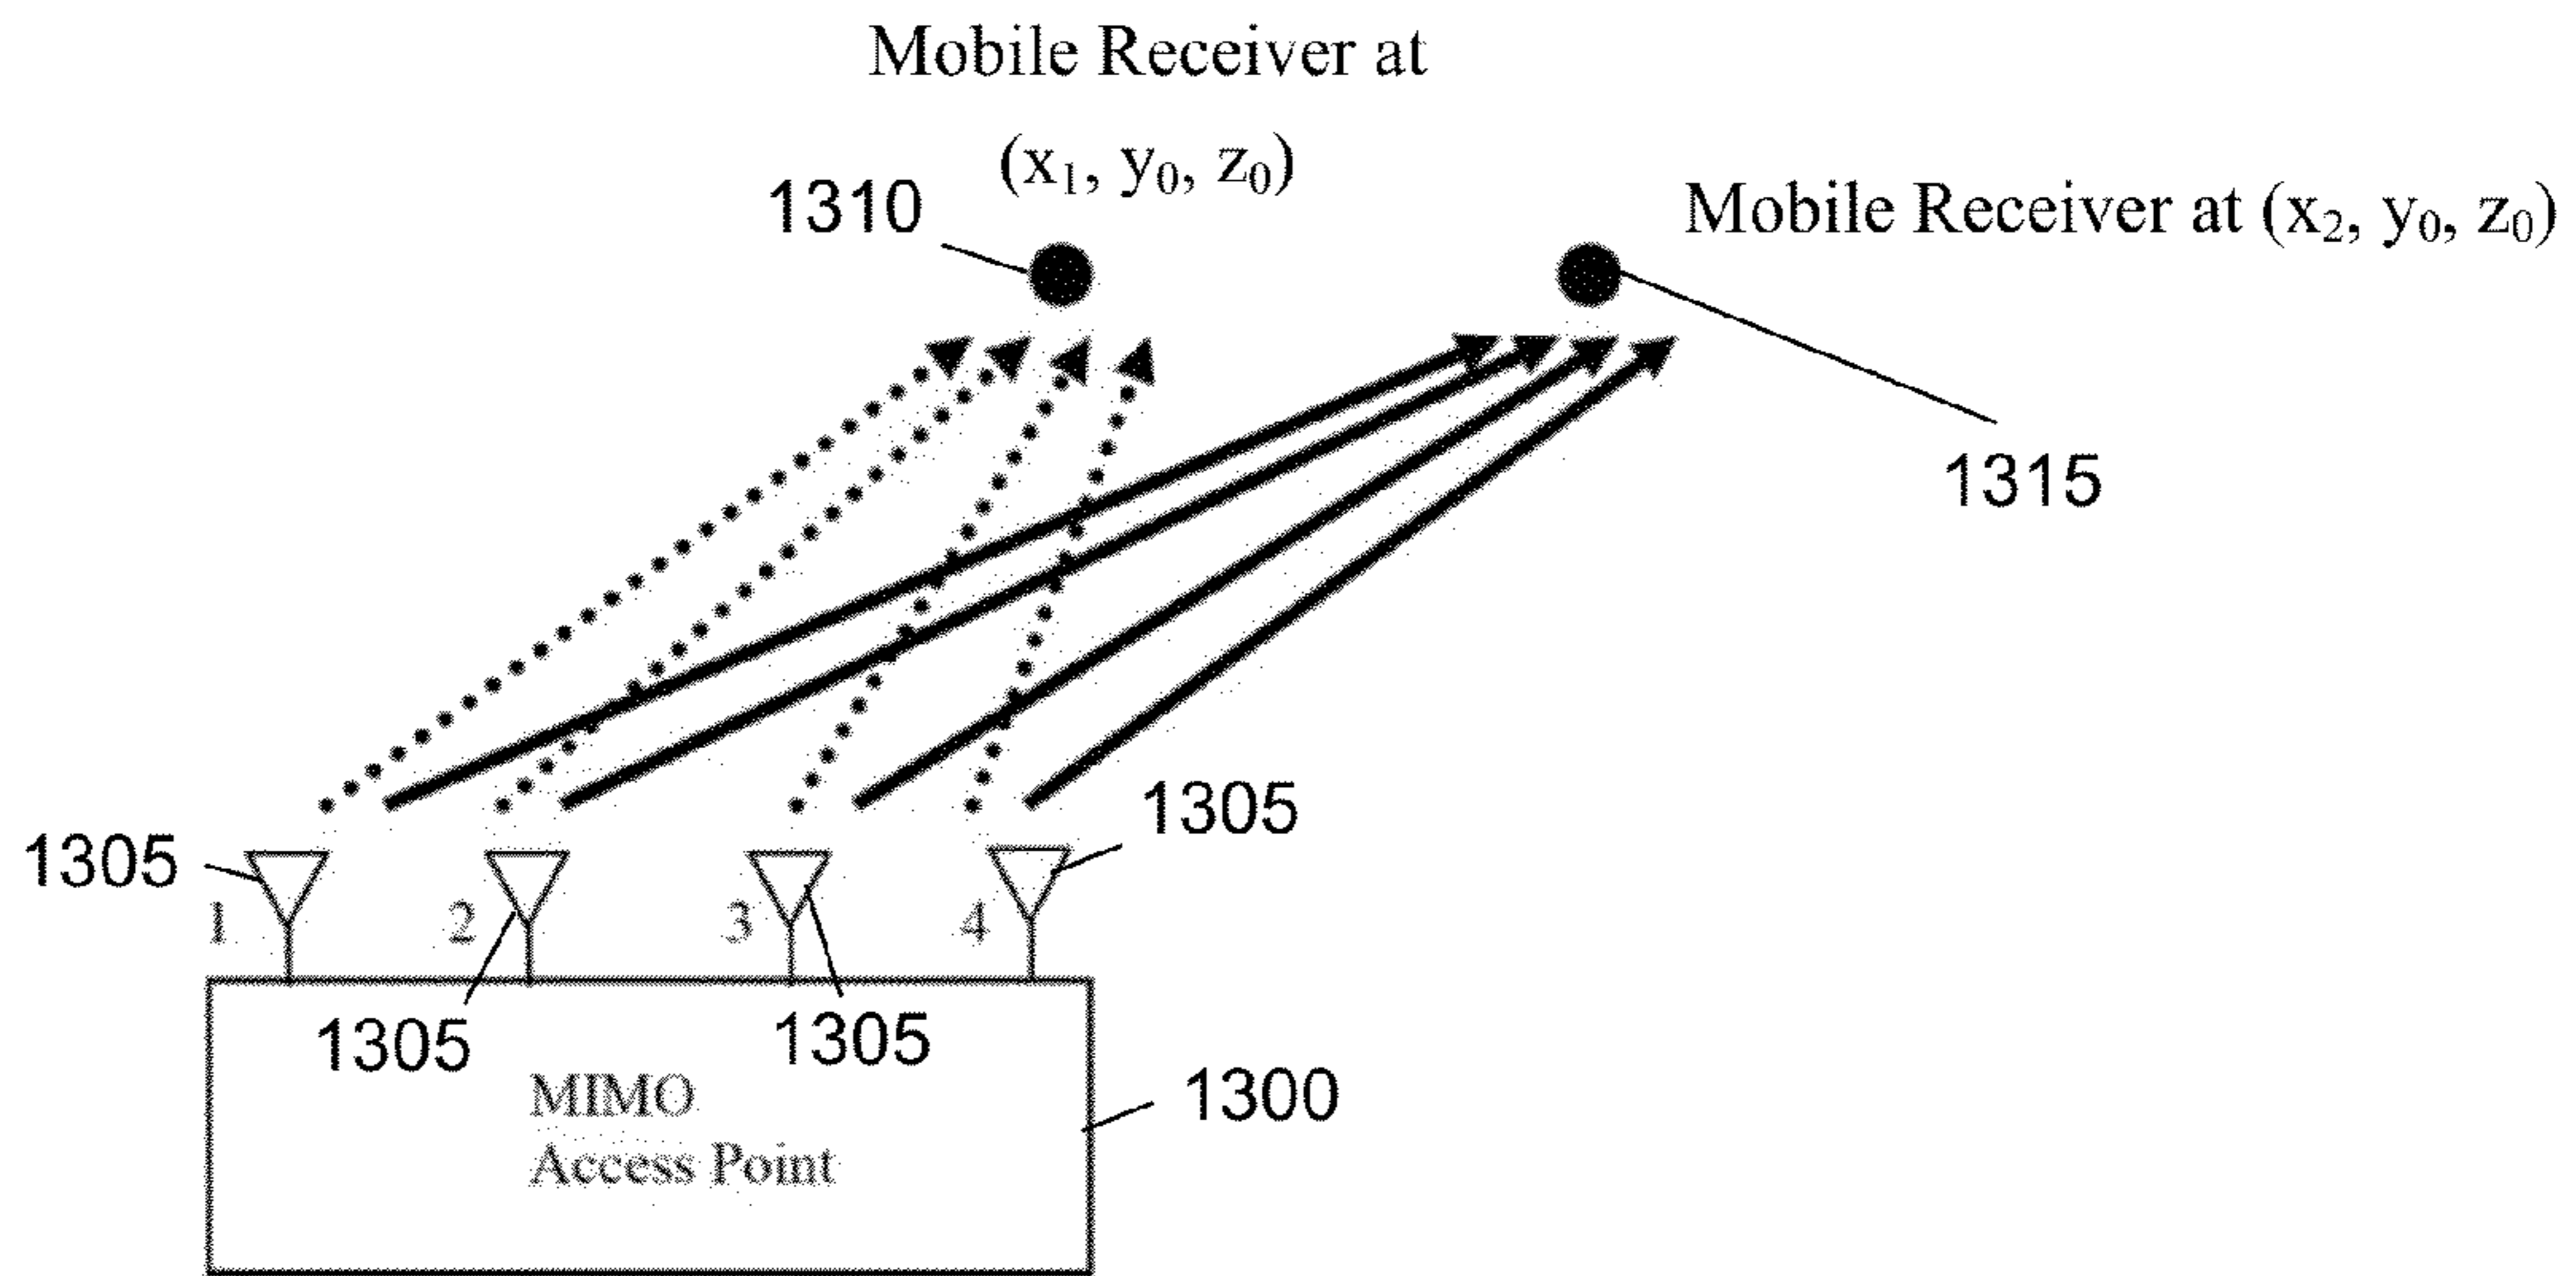 Mobile Receiver at
(x₁, y₀, z₀)
1310
Mobile Receiver at (x₂, y₀, z₀)
1315
1305
1305
1 2 3 4
1305
1305
MIMO
Access Point
1300